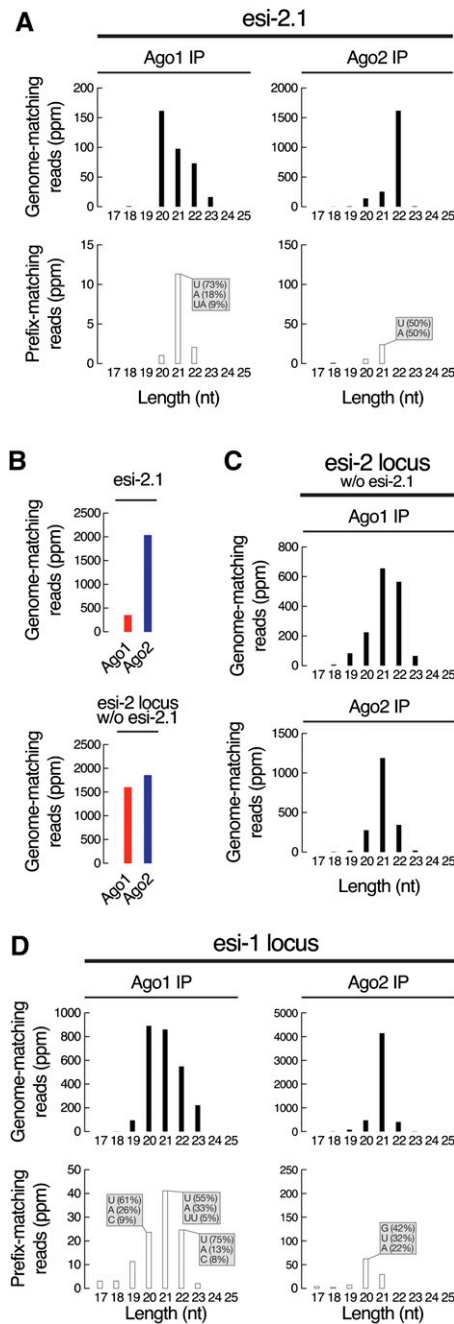 A
esi-2.1
Ago1 IP
Ago2 IP
Genome-matching
reads (ppm)
200
150
100
50
0
17 18 19 20 21 22 23 24 25
2000
1500
1000
500
0
17 18 19 20 21 22 23 24 25
Prefix-matching
reads (ppm)
15
10
5
0
U (73%)
A (18%)
UA (9%)
17 18 19 20 21 22 23 24 25
Length (nt)
150
100
50
0
U (50%)
A (50%)
17 18 19 20 21 22 23 24 25
Length (nt)
B
esi-2.1
Genome-matching
reads (ppm)
2500
2000
1500
1000
500
0
Ago1
Ago2
esi-2 locus
w/o esi-2.1
Genome-matching
reads (ppm)
2500
2000
1500
1000
500
0
Ago1
Ago2
C
esi-2 locus
w/o esi-2.1
Ago1 IP
Genome-matching
reads (ppm)
800
600
400
200
0
17 18 19 20 21 22 23 24 25
Ago2 IP
Genome-matching
reads (ppm)
1500
1000
500
0
17 18 19 20 21 22 23 24 25
Length (nt)
D
esi-1 locus
Ago1 IP
Ago2 IP
Genome-matching
reads (ppm)
1000
800
600
400
200
0
17 18 19 20 21 22 23 24 25
5000
4000
3000
2000
1000
0
17 18 19 20 21 22 23 24 25
Prefix-matching
reads (ppm)
50
40
30
20
10
0
U (61%)
A (26%)
C (9%)
U (55%)
A (33%)
UU (5%)
U (75%)
A (13%)
C (8%)
17 18 19 20 21 22 23 24 25
Length (nt)
250
200
150
100
50
0
G (42%)
U (32%)
A (22%)
17 18 19 20 21 22 23 24 25
Length (nt)